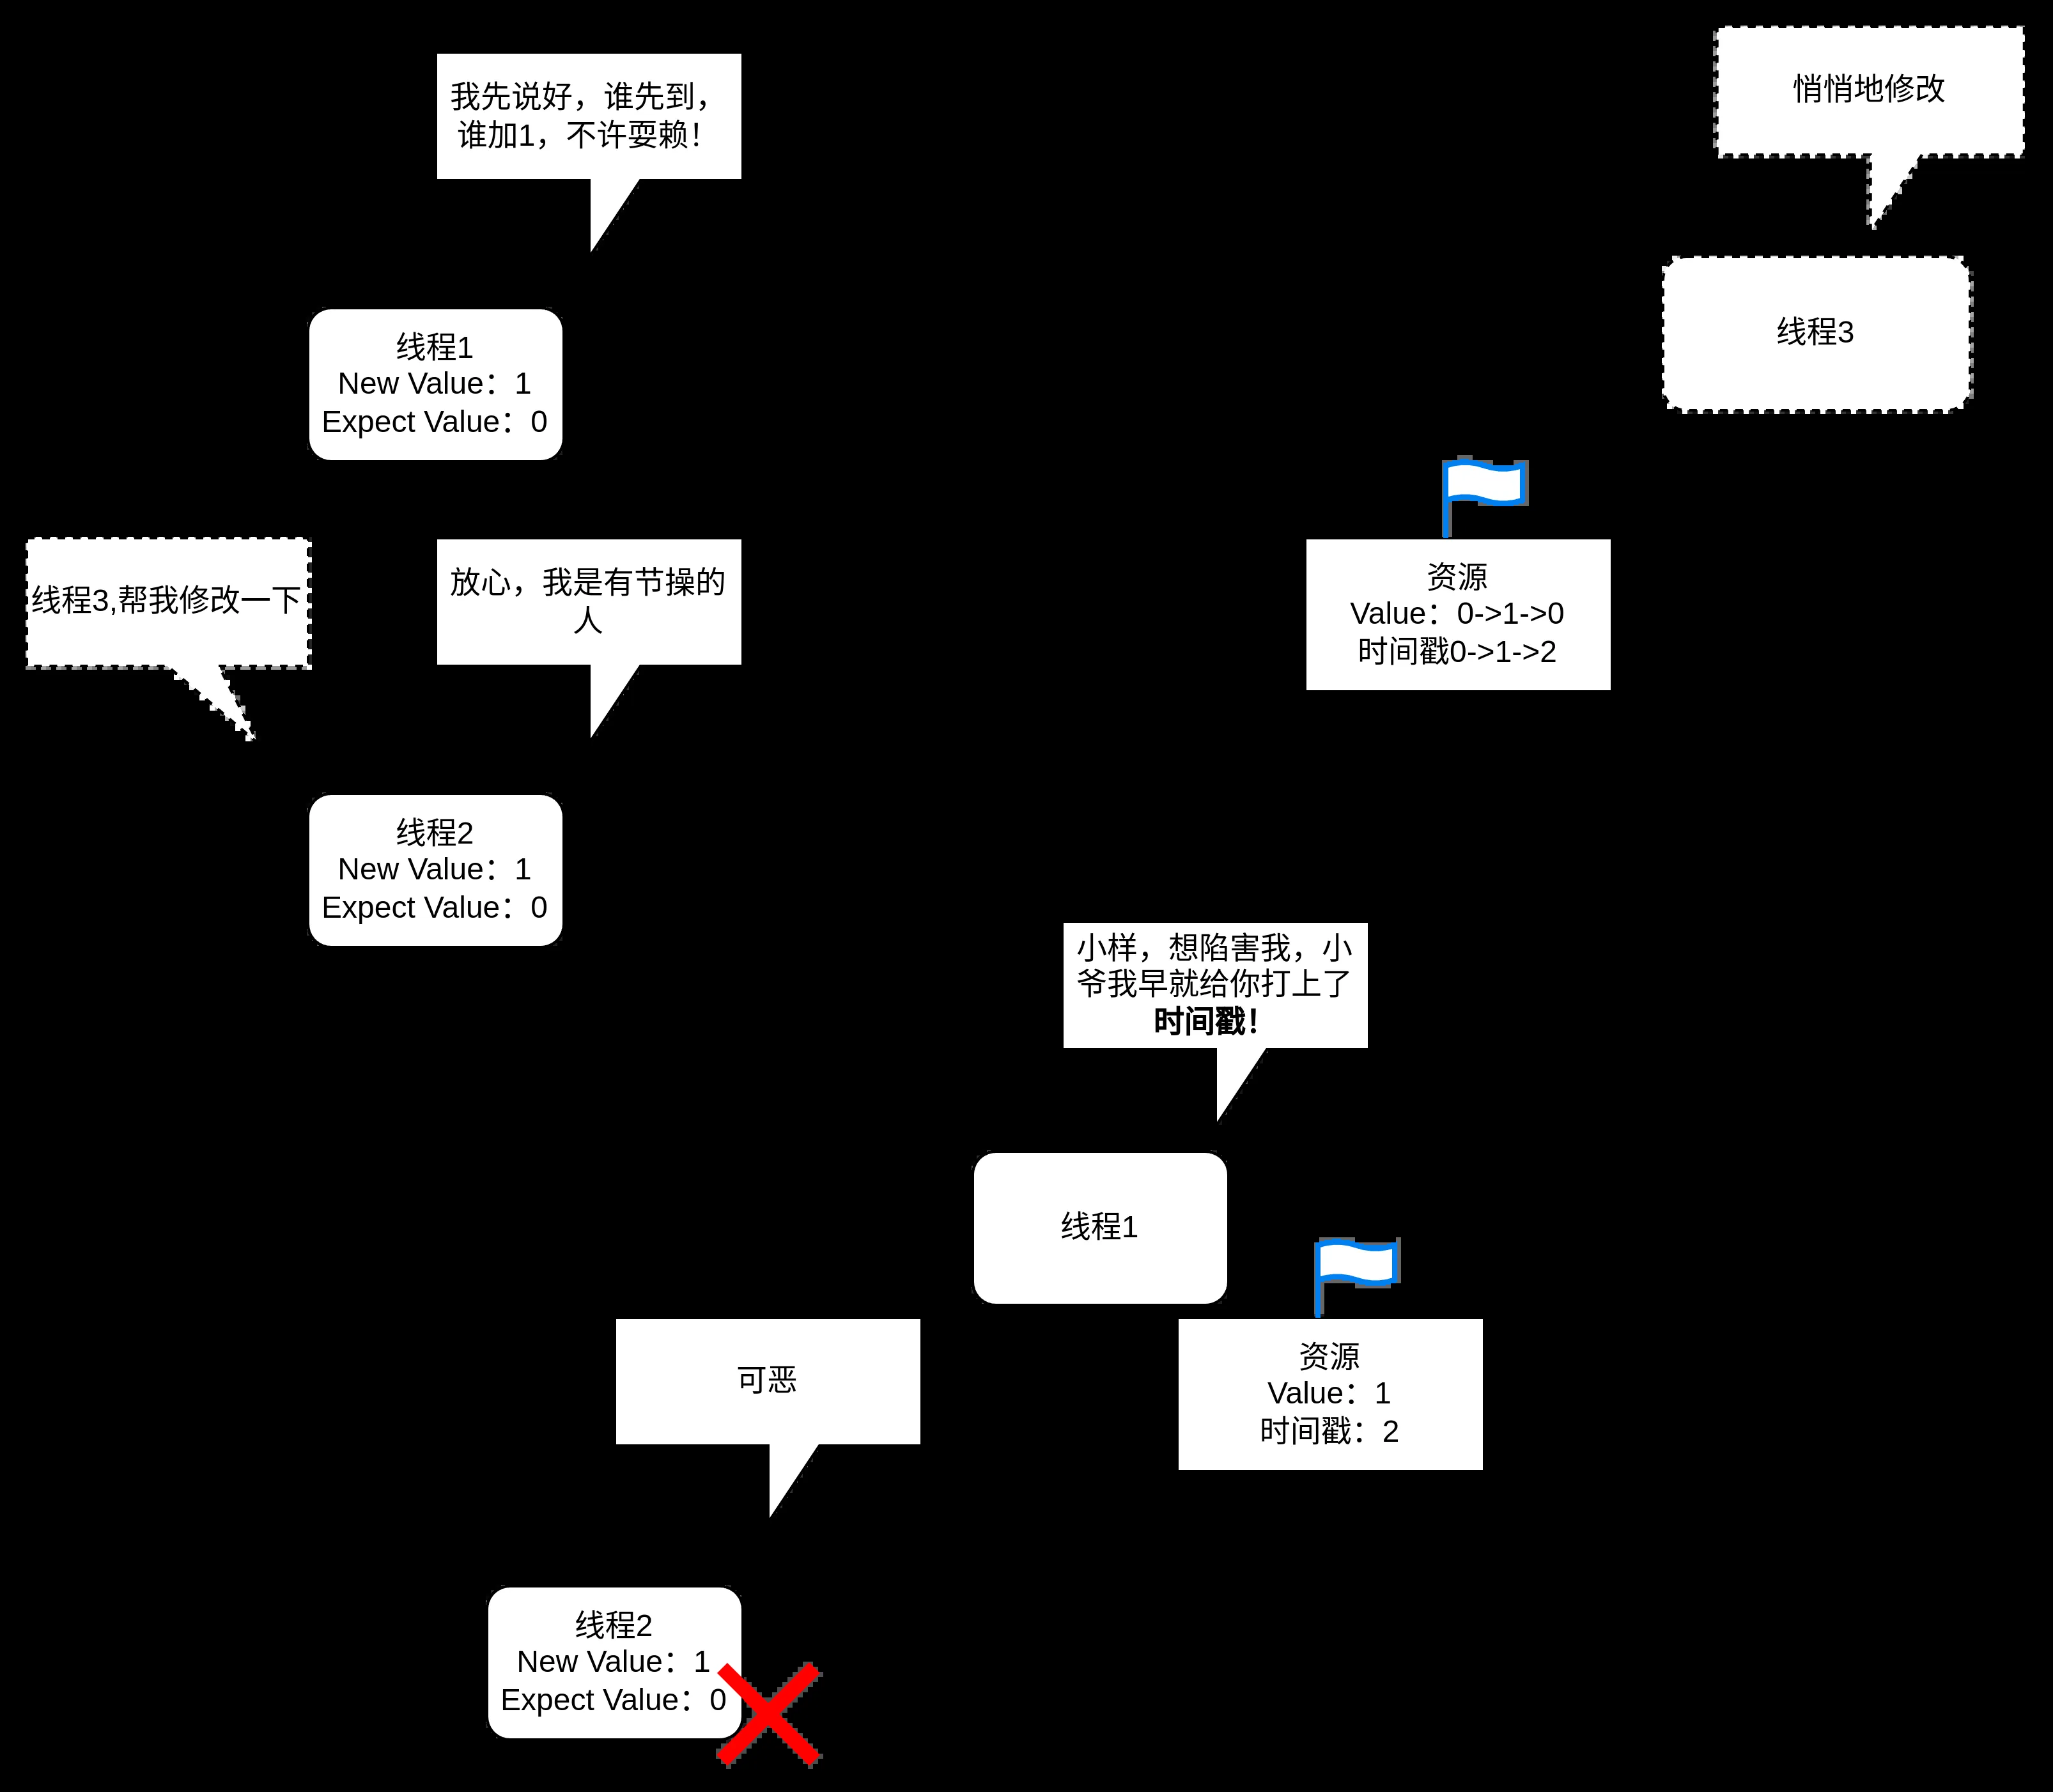 我先说好，谁先到，
谁加1，不许耍赖！
悄悄地修改
线程1
New Value：1
Expect Value：0
线程3
线程3,帮我修改一下
放心，我是有节操的
人
资源
Value：0->1->0
时间戳0->1->2
线程2
New Value：1
Expect Value：0
小样，想陷害我，小
爷我早就给你打上了
时间戳！
线程1
可恶
资源
Value：1
时间戳：2
线程2
New Value：1
Expect Value：0